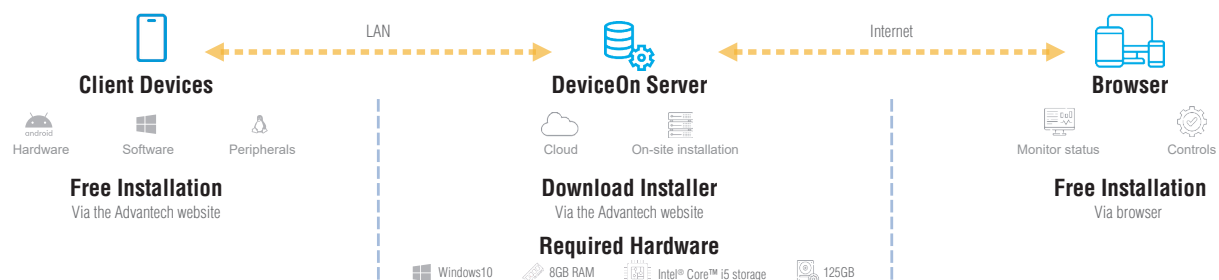 LAN
Internet
Client Devices
DeviceOn Server
Browser
android
Hardware
Software
Peripherals
Cloud
On-site installation
Monitor status
Controls
Free Installation
Via the Advantech website
Download Installer
Via the Advantech website
Free Installation
Via browser
Required Hardware
Windows10
8GB RAM
Intel® Core™ i5 storage
125GB